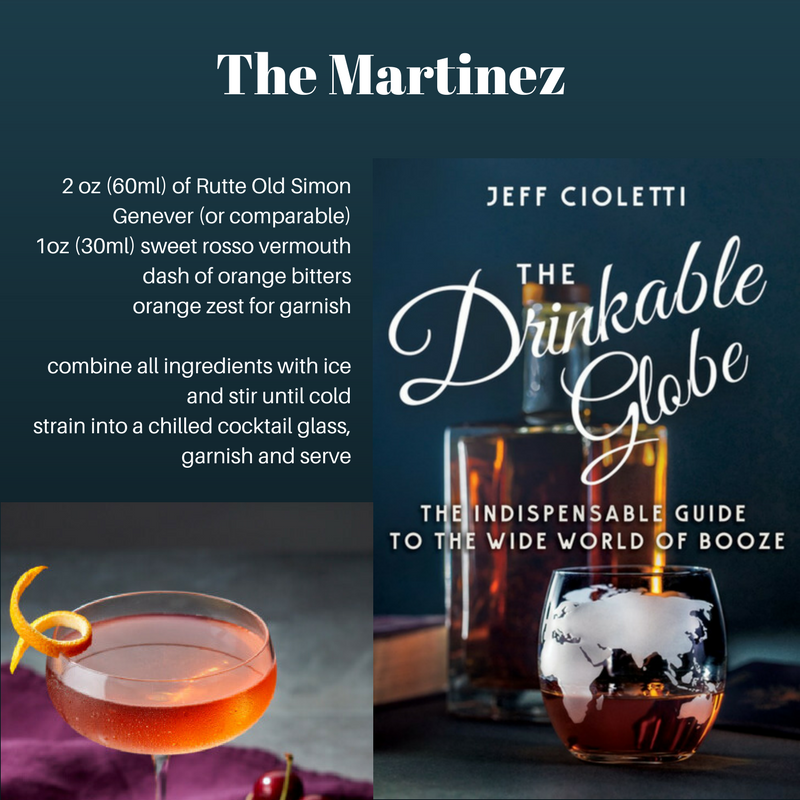 The Martinez
2 oz (60ml) of Rutte Old Simon
Genever (or comparable)
1oz (30ml) sweet rosso vermouth
dash of orange bitters
orange zest for garnish
combine all ingredients with ice
and stir until cold
strain into a chilled cocktail glass,
garnish and serve
JEFF CIOLETTI
THE
Drinkable
Globe
THE INDISPENSABLE GUIDE
TO THE WIDE WORLD OF BOOZE